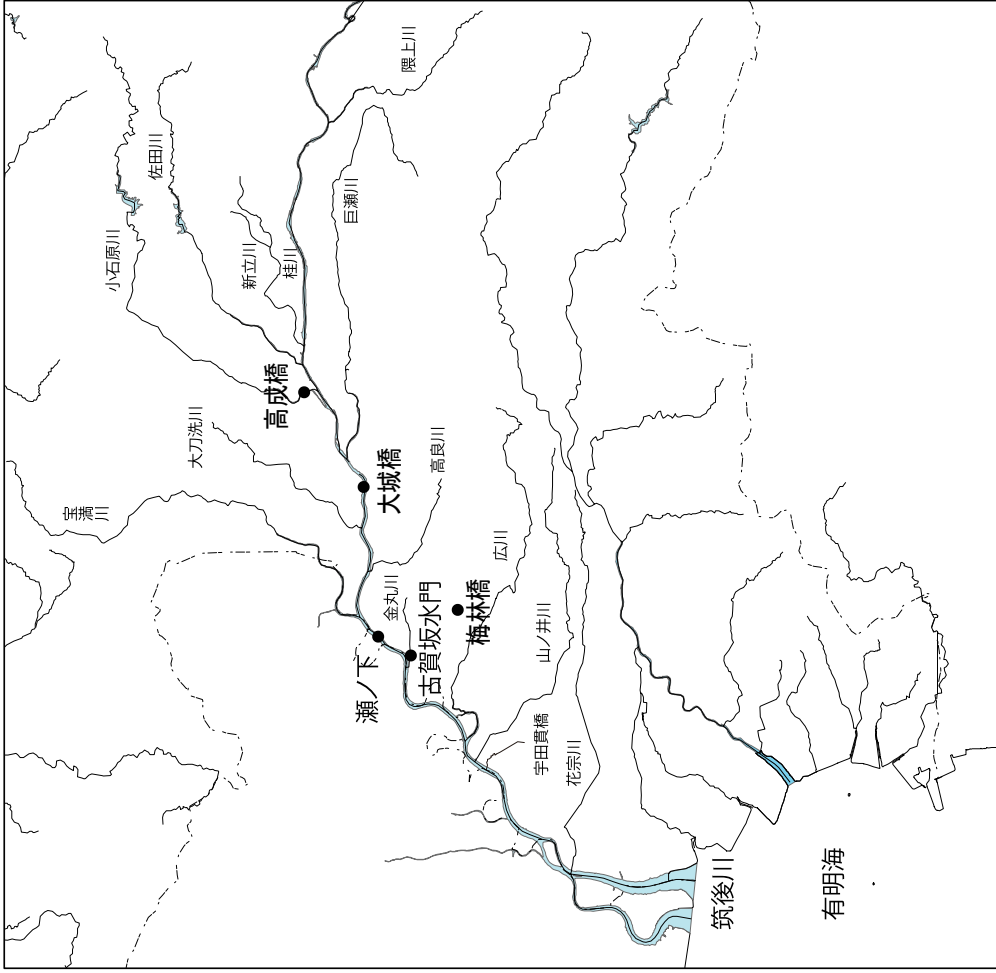 隈上川
佐田川
巨瀬川
小石原川
新立川
桂川
高成橋
大刀洗川
高良川
大城橋
宝満
川
広川
金丸川
梅林橋
古賀坂水門
山ノ井川
瀬ノ下
宇田貫橋
花宗川
筑後川
有明海